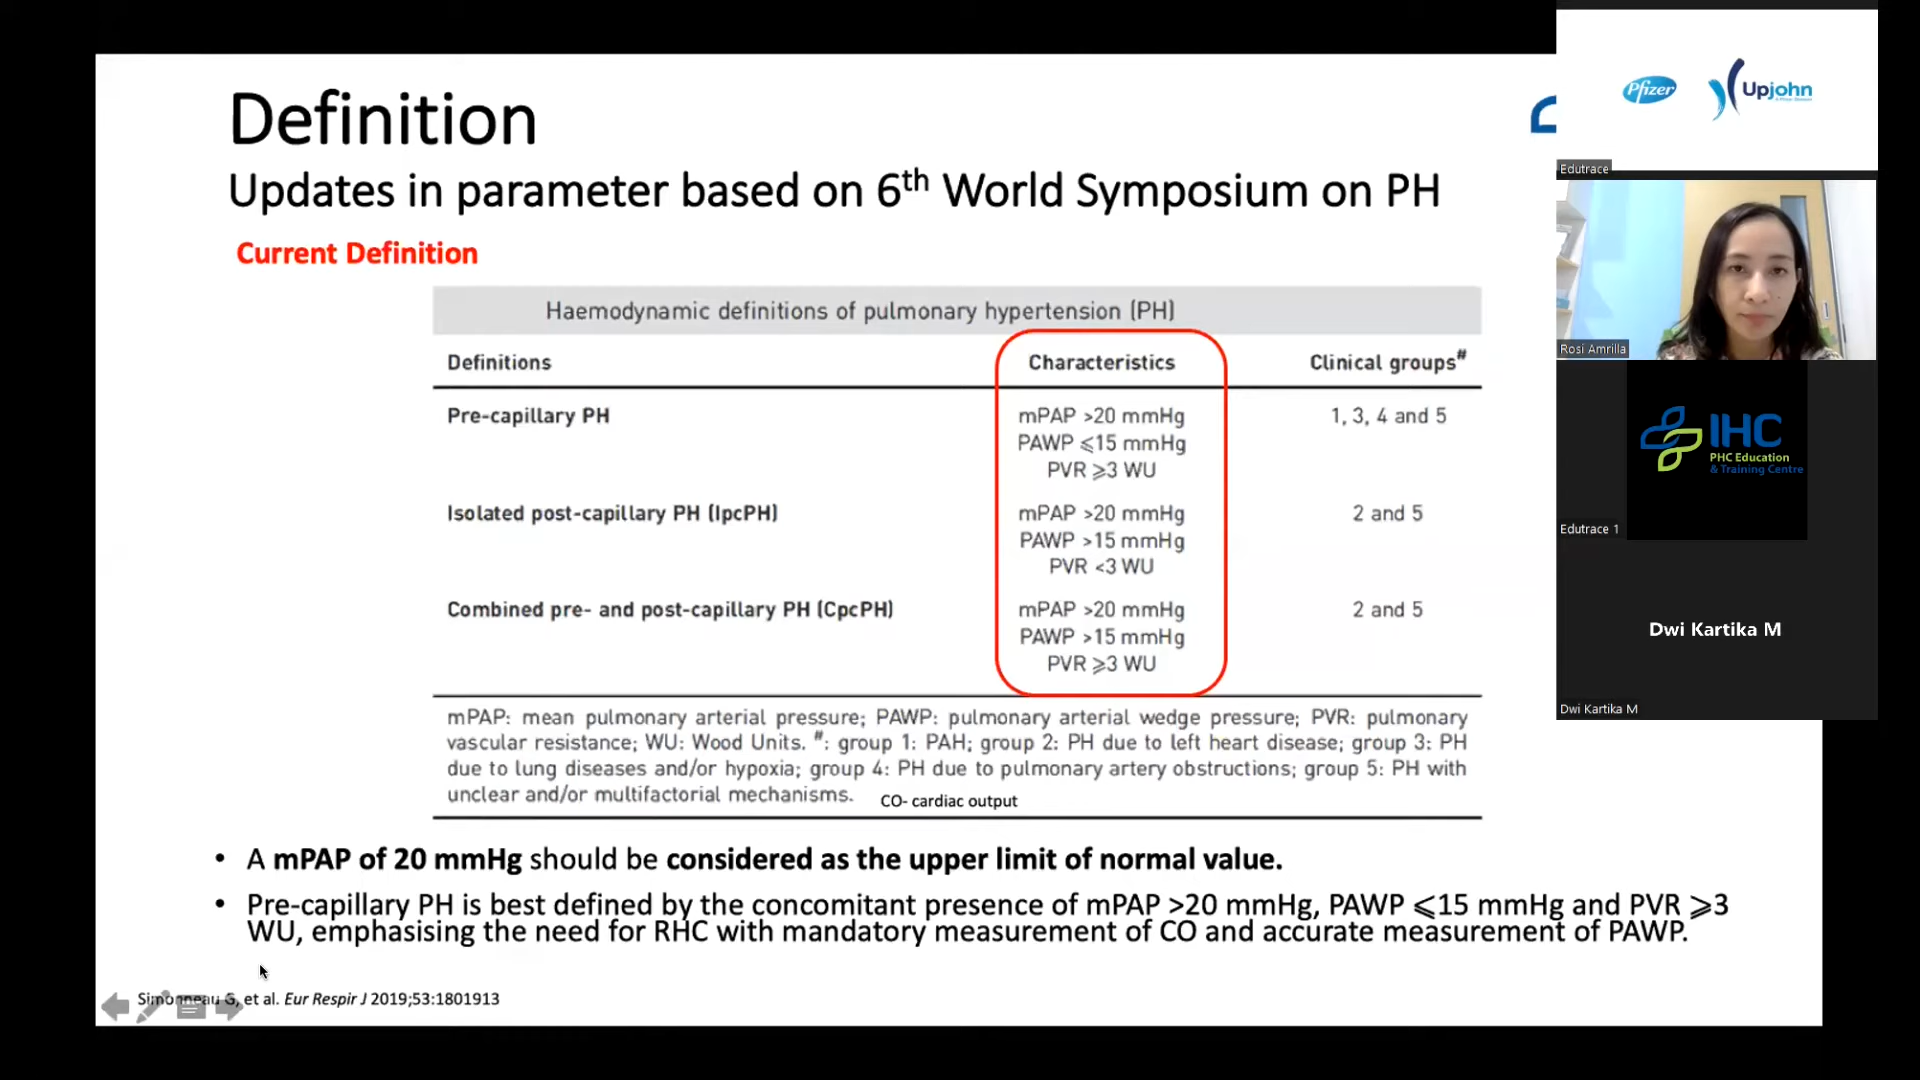 Definition
Updates in parameter based on 6th World Symposium on PH
Current Definition
Haemodynamic definitions of pulmonary hypertension (PH)
Definitions Characteristics Clinical groups#
Pre-capillary PH mPAP >20 mmHg 1, 3, 4 and 5
PAWP ⩽15 mmHg
PVR ⩾3 WU
Isolated post-capillary PH (IpcPH) mPAP >20 mmHg 2 and 5
PAWP >15 mmHg
PVR <3 WU
Combined pre- and post-capillary PH (CpcPH) mPAP >20 mmHg 2 and 5
PAWP >15 mmHg
PVR ⩾3 WU
mPAP: mean pulmonary arterial pressure; PAWP: pulmonary arterial wedge pressure; PVR: pulmonary
vascular resistance; WU: Wood Units. #: group 1: PAH; group 2: PH due to left heart disease; group 3: PH
due to lung diseases and/or hypoxia; group 4: PH due to pulmonary artery obstructions; group 5: PH with
unclear and/or multifactorial mechanisms. CO- cardiac output
• A mPAP of 20 mmHg should be considered as the upper limit of normal value.
• Pre-capillary PH is best defined by the concomitant presence of mPAP >20 mmHg, PAWP ⩽15 mmHg and PVR ⩾3
WU, emphasising the need for RHC with mandatory measurement of CO and accurate measurement of PAWP.
Simonneau G, et al. Eur Respir J 2019;53:1801913
Pfizer Upjohn
Edutrace
Rosi Amrilla
IHC
PHC Education
& Training Centre
Edutrace 1
Dwi Kartika M
Dwi Kartika M